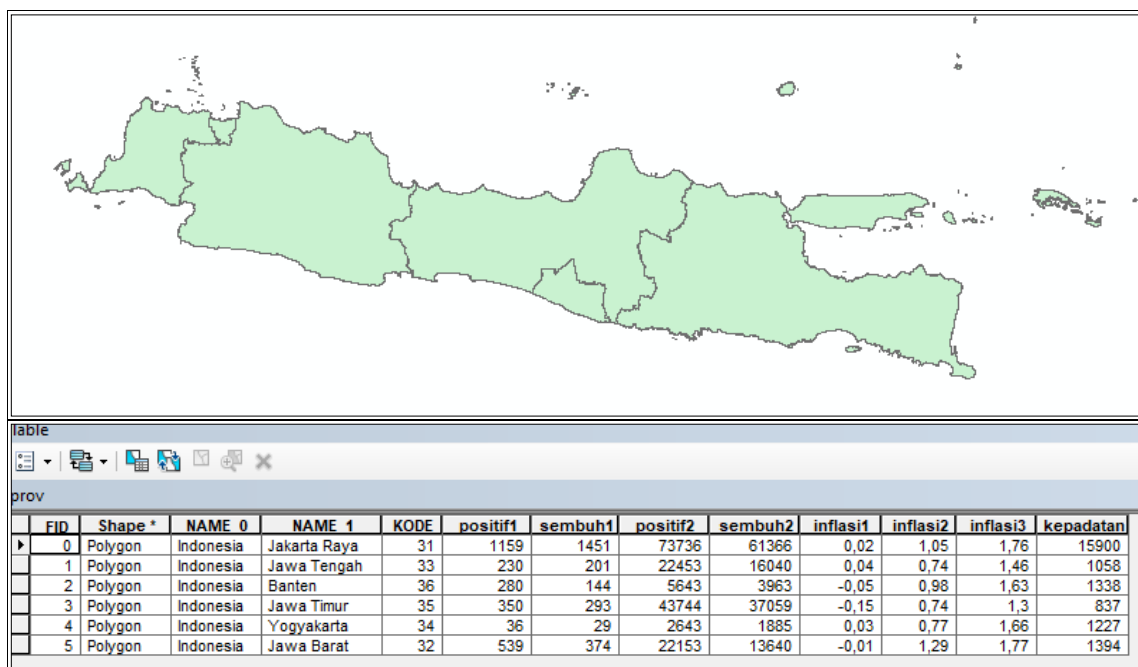 Table
prov
FID Shape * NAME_0 NAME_1 KODE positif1 sembuh1 positif2 sembuh2 inflasi1 inflasi2 inflasi3 kepadatan
0 Polygon Indonesia Jakarta Raya 31 1159 1451 73736 61366 0,02 1,05 1,76 15900
1 Polygon Indonesia Jawa Tengah 33 230 201 22453 16040 0,04 0,74 1,46 1058
2 Polygon Indonesia Banten 36 280 144 5643 3963 -0,05 0,98 1,63 1338
3 Polygon Indonesia Jawa Timur 35 350 293 43744 37059 -0,15 0,74 1,3 837
4 Polygon Indonesia Yogyakarta 34 36 29 2643 1885 0,03 0,77 1,66 1227
5 Polygon Indonesia Jawa Barat 32 539 374 22153 13640 -0,01 1,29 1,77 1394